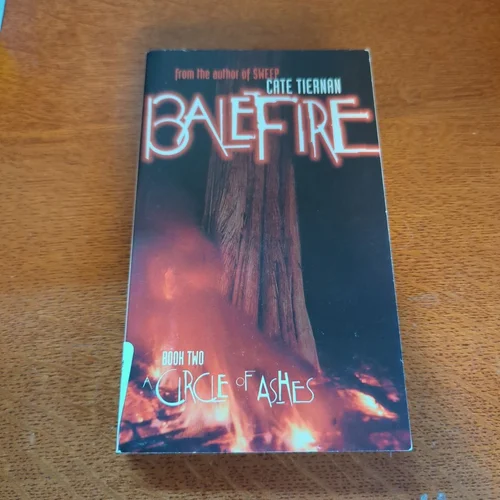 from the author of SWEEP
CATE TIERNAN
BALEFIRE
BOOK TWO
A CIRCLE OF ASHES